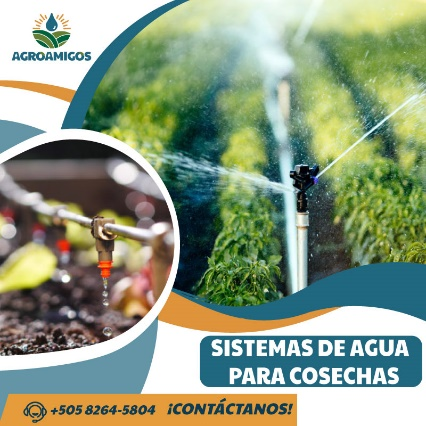 AGROAMIGOS
SISTEMAS DE AGUA
PARA COSECHAS
+505 8264-5804 ¡CONTÁCTANOS!